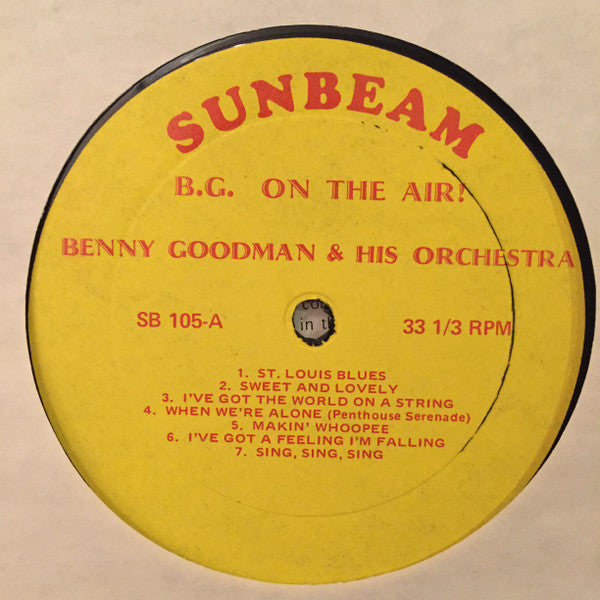 SUNBEAM
B.G. ON THE AIR!
BENNY GOODMAN & HIS ORCHESTRA
SB 105-A
33 1/3 RPM
in t
1. ST. LOUIS BLUES
2. SWEET AND LOVELY
3. I'VE GOT THE WORLD ON A STRING
4. WHEN WE'RE ALONE (Penthouse Serenade)
5. MAKIN' WHOOPEE
6. I'VE GOT A FEELING I'M FALLING
7. SING, SING, SING